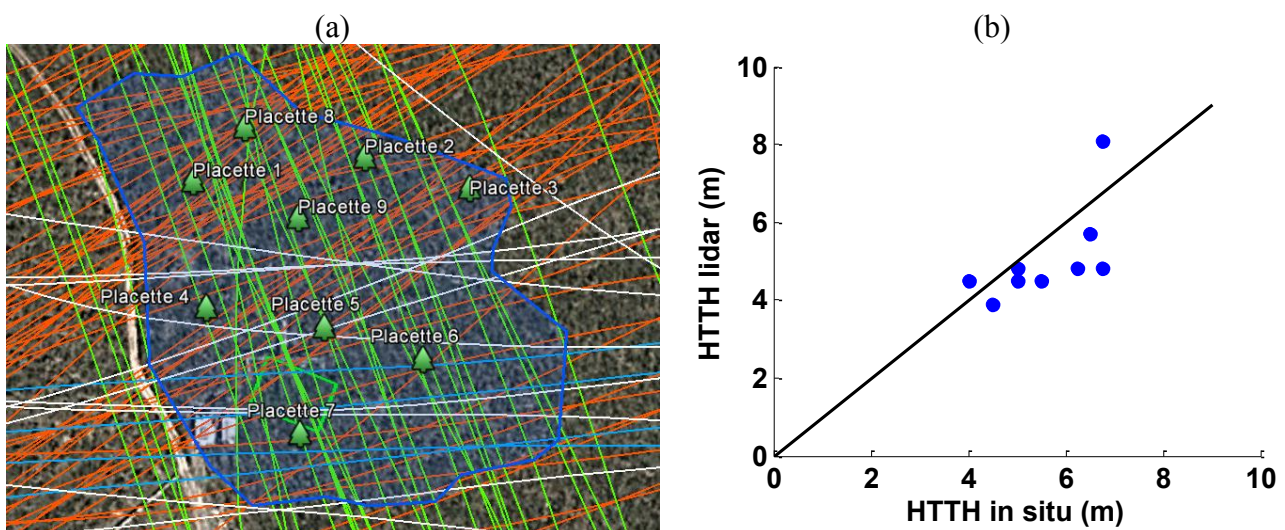 (a)
Placette 8
Placette 2
Placette 1
Placette 3
Placette 9
Placette 4
Placette 5
Placette 6
Placette 7
(b)
10
8
6
4
2
0
0
2
4
6
8
10
HTTH lidar (m)
HTTH in situ (m)